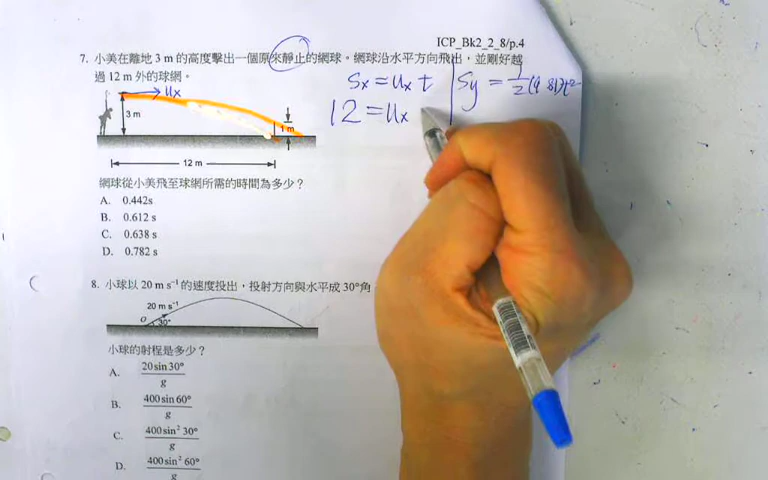 ICP_Bk2_2_8/p.4
7. 小美在離地 3 m 的高度擊出一個原來靜止的網球。網球沿水平方向飛出,並剛好越
過 12 m 外的球網。
Sx = Ux t | Sy = 1/2 (9.81)t²
12 = Ux
Ux
3 m
1 m
12 m
網球從小美飛至球網所需的時間為多少?
A. 0.442s
B. 0.612 s
C. 0.638 s
D. 0.782 s
8. 小球以 20 m s⁻¹ 的速度投出,投射方向與水平成 30°角
20 m s⁻¹
O 30°
小球的射程是多少?
A. 20 sin 30° / g
B. 400 sin 60° / g
C. 400 sin² 30° / g
D. 400 sin² 60° / g